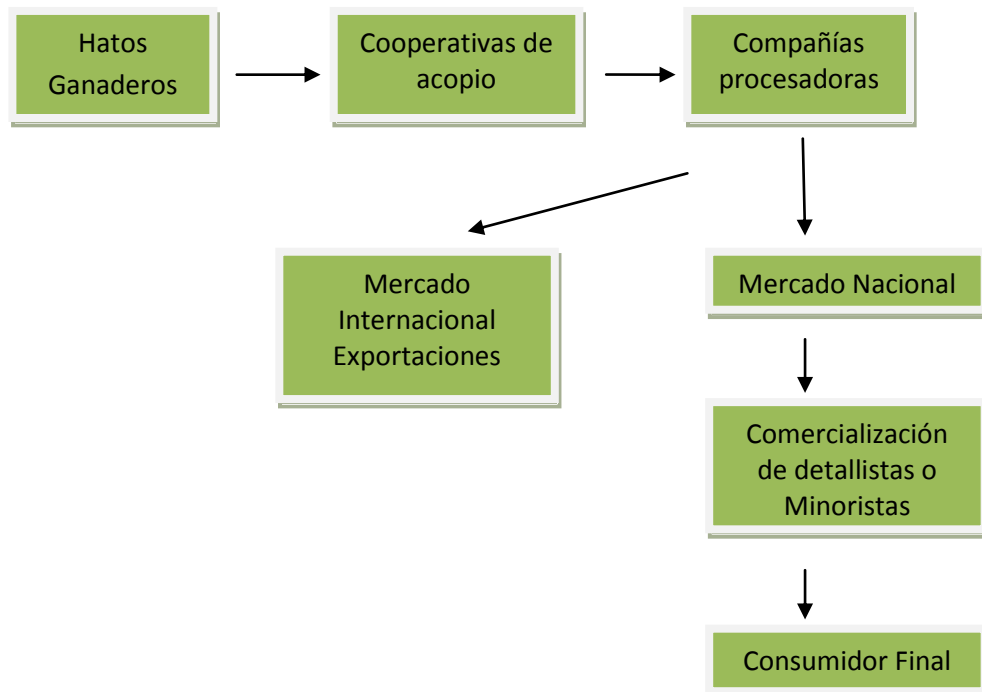 Hatos
Ganaderos
Cooperativas de
acopio
Compañías
procesadoras
Mercado
Internacional
Exportaciones
Mercado Nacional
Comercialización
de detallistas o
Minoristas
Consumidor Final